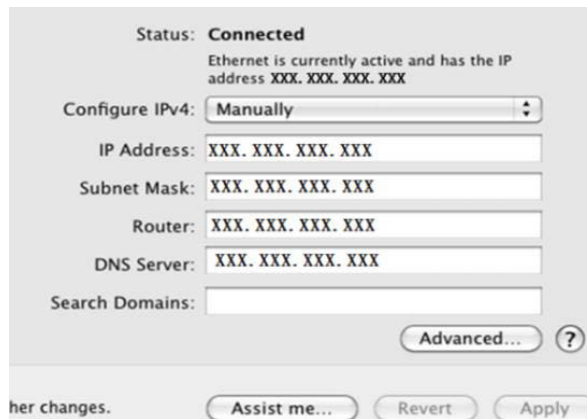 Status: Connected
Ethernet is currently active and has the IP
address XXX. XXX. XXX. XXX
Configure IPv4: Manually
IP Address: XXX. XXX. XXX. XXX
Subnet Mask: XXX. XXX. XXX. XXX
Router: XXX. XXX. XXX. XXX
DNS Server: XXX. XXX. XXX. XXX
Search Domains:
Advanced... ?
her changes. Assist me... Revert Apply